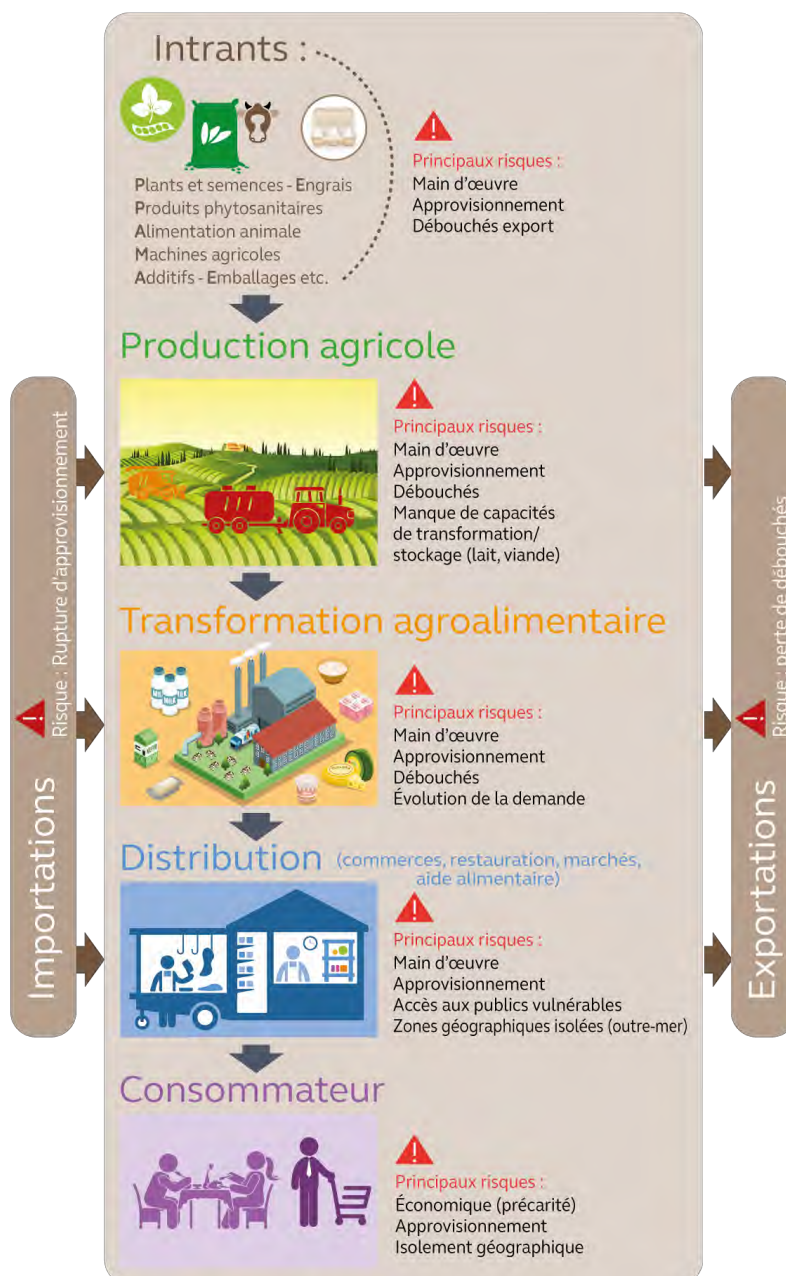 Intrants :
Plants et semences - Engrais
Produits phytosanitaires
Alimentation animale
Machines agricoles
Additifs - Emballages etc.
Principaux risques :
Main d'œuvre
Approvisionnement
Débouchés export
Production agricole
Principaux risques :
Main d'œuvre
Approvisionnement
Débouchés
Manque de capacités
de transformation/
stockage (lait, viande)
Transformation agroalimentaire
Principaux risques :
Main d'œuvre
Approvisionnement
Débouchés
Évolution de la demande
Distribution (commerces, restauration, marchés,
aide alimentaire)
Principaux risques :
Main d'œuvre
Approvisionnement
Accès aux publics vulnérables
Zones géographiques isolées (outre-mer)
Consommateur
Principaux risques :
Économique (précarité)
Approvisionnement
Isolement géographique
Importations
Risque : Rupture d'approvisionnement
Exportations
Risque : perte de débouchés